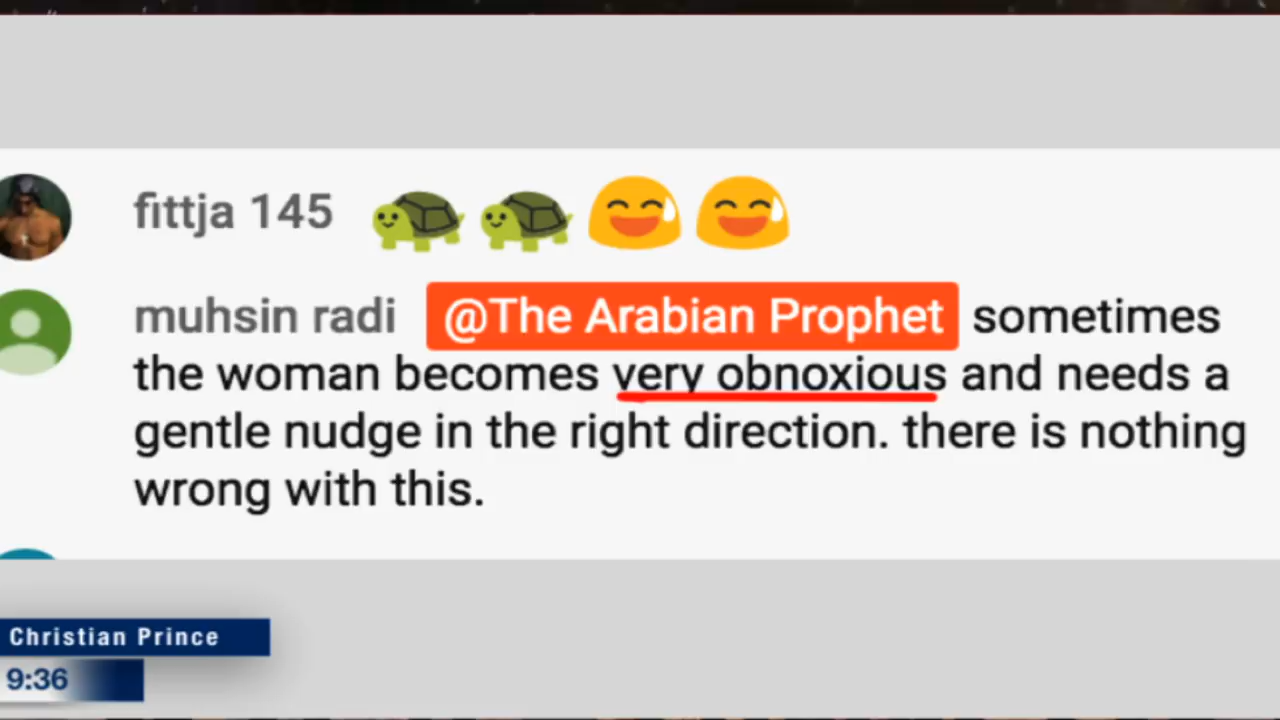 fittja 145 🐢🐢😅😅
muhsin radi @The Arabian Prophet sometimes
the woman becomes very obnoxious and needs a
gentle nudge in the right direction. there is nothing
wrong with this.
Christian Prince
9:36